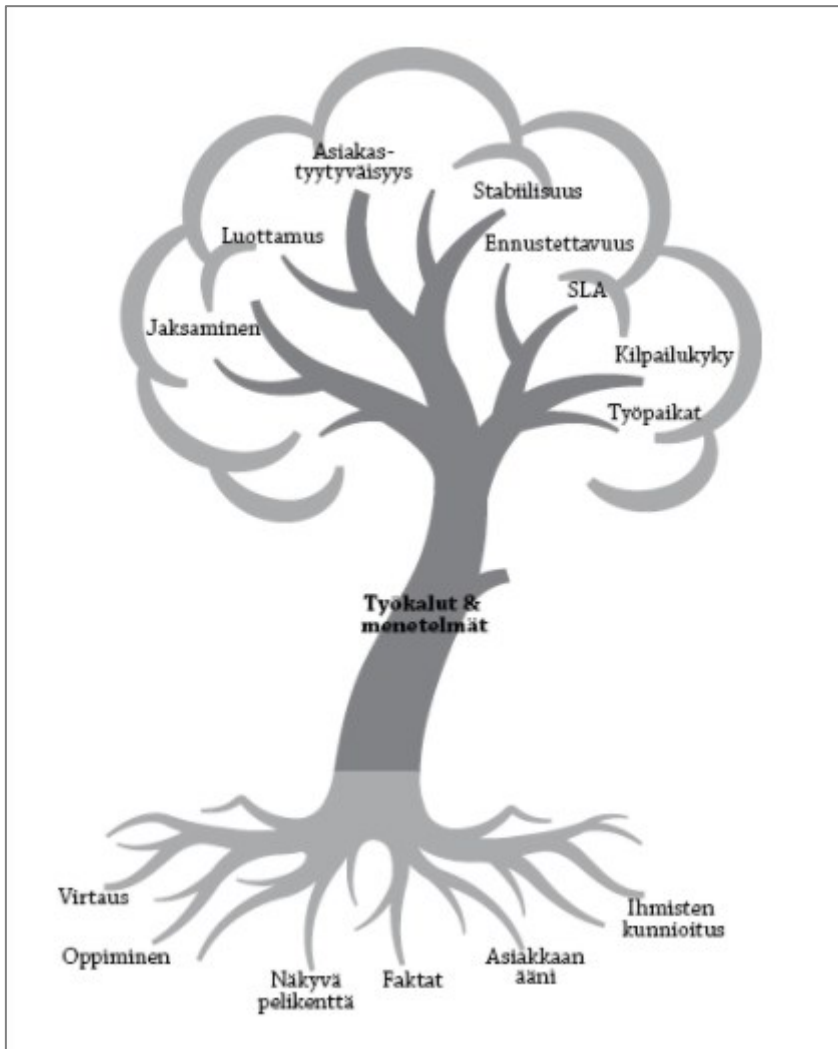 Asiakas-
tyytyväisyys
Stabiilisuus
Luottamus
Ennustettavuus
SLA
Jaksaminen
Kilpailukyky
Työpaikat
Työkalut &
menetelmät
Virtaus
Oppiminen
Näkyvä
pelikenttä
Faktat
Asiakkaan
ääni
Ihmisten
kunnioitus